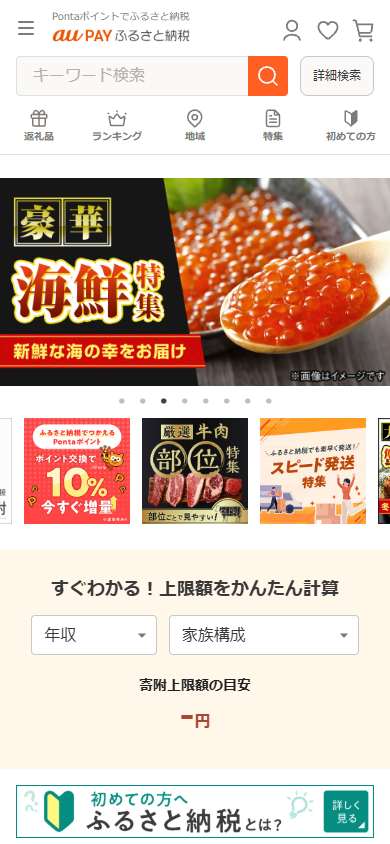 Pontaポイントでふるさと納税
au PAY ふるさと納税
キーワード検索
詳細検索
返礼品
ランキング
地域
特集
初めての方
豪華
海鮮特集
新鮮な海の幸をお届け
※画像はイメージです
ふるさと納税でつかえる
Pontaポイント
ポイント交換で
10%
今すぐ増量
厳選 牛肉
部位特集
部位ごとで見やすい!
ふるさと納税でも最早く発送!
スピード発送
特集
すぐわかる!上限額をかんたん計算
年収
家族構成
寄附上限額の目安
-円
初めての方へ
ふるさと納税とは?
詳しく
見る